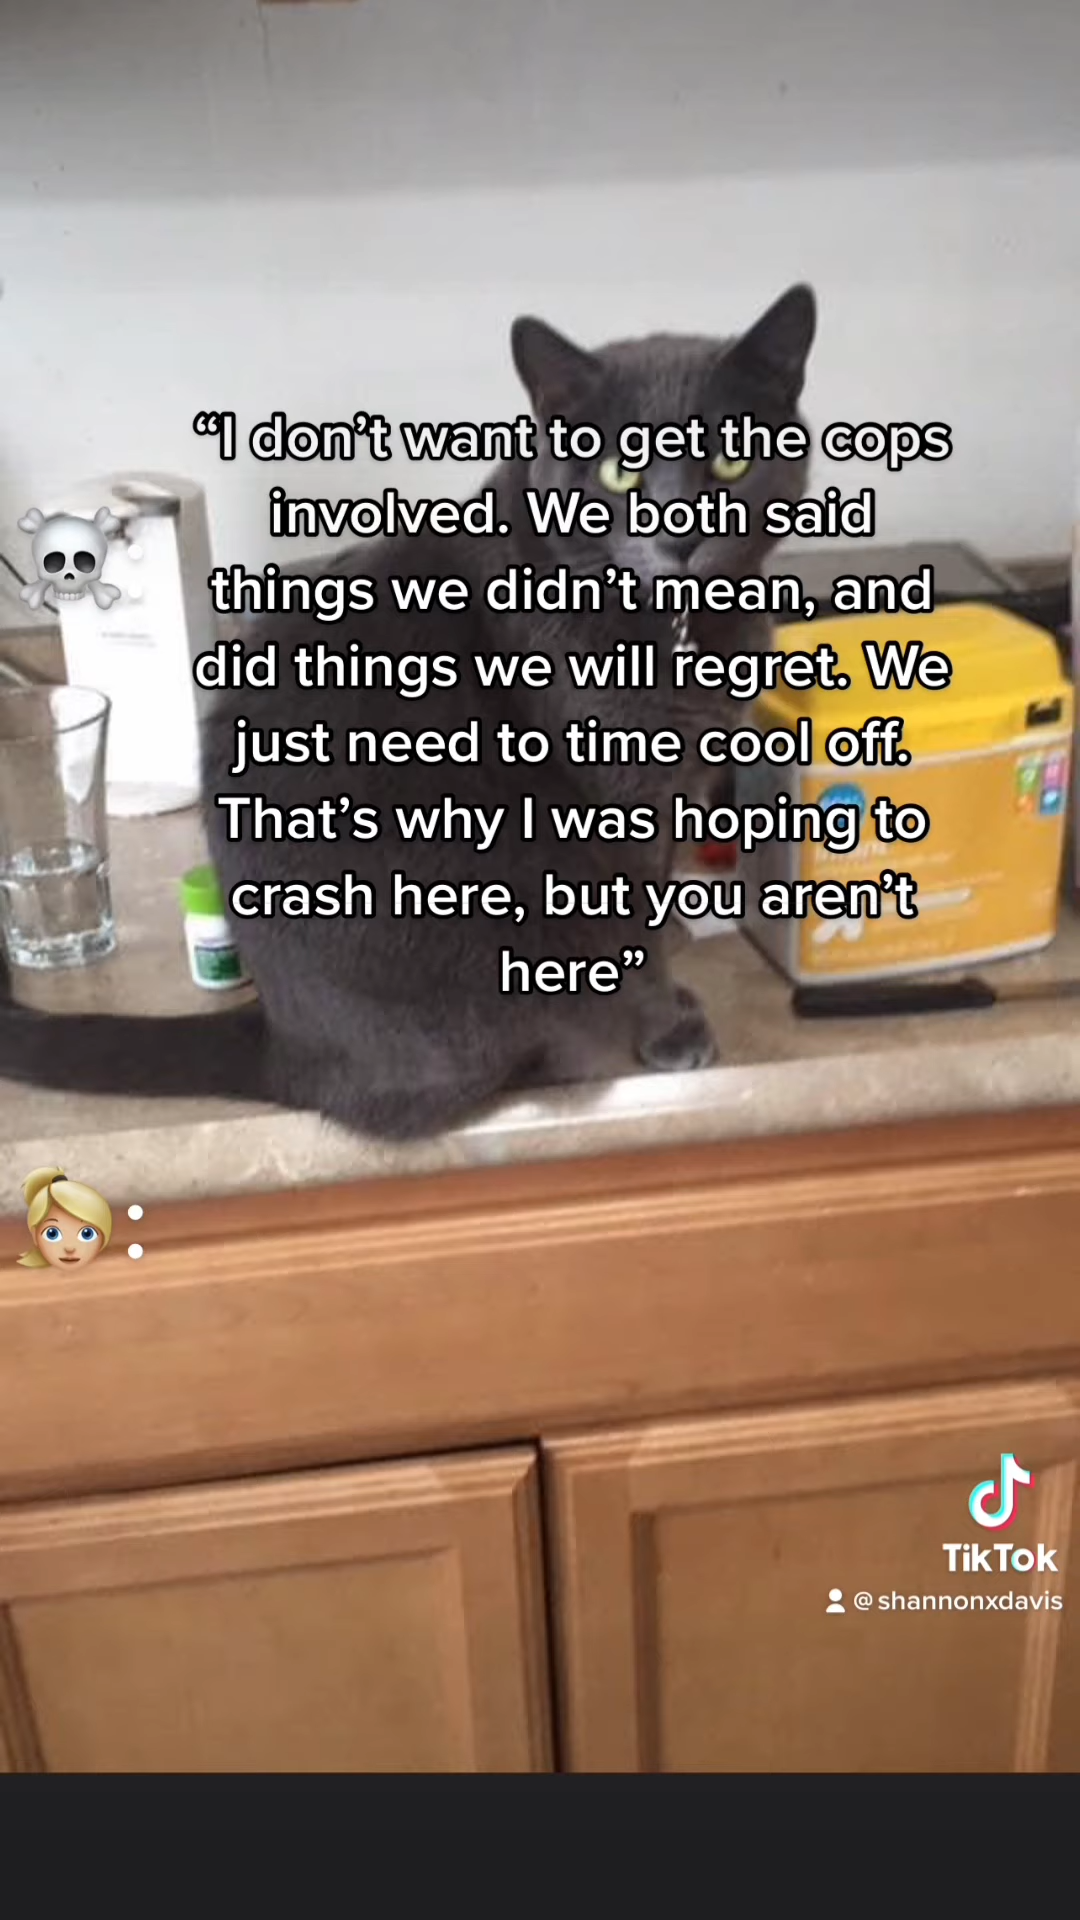 “I don’t want to get the cops
involved. We both said
things we didn’t mean, and
did things we will regret. We
just need to time cool off.
That’s why I was hoping to
crash here, but you aren’t
here”
:
:
TikTok
@shannonxdavis